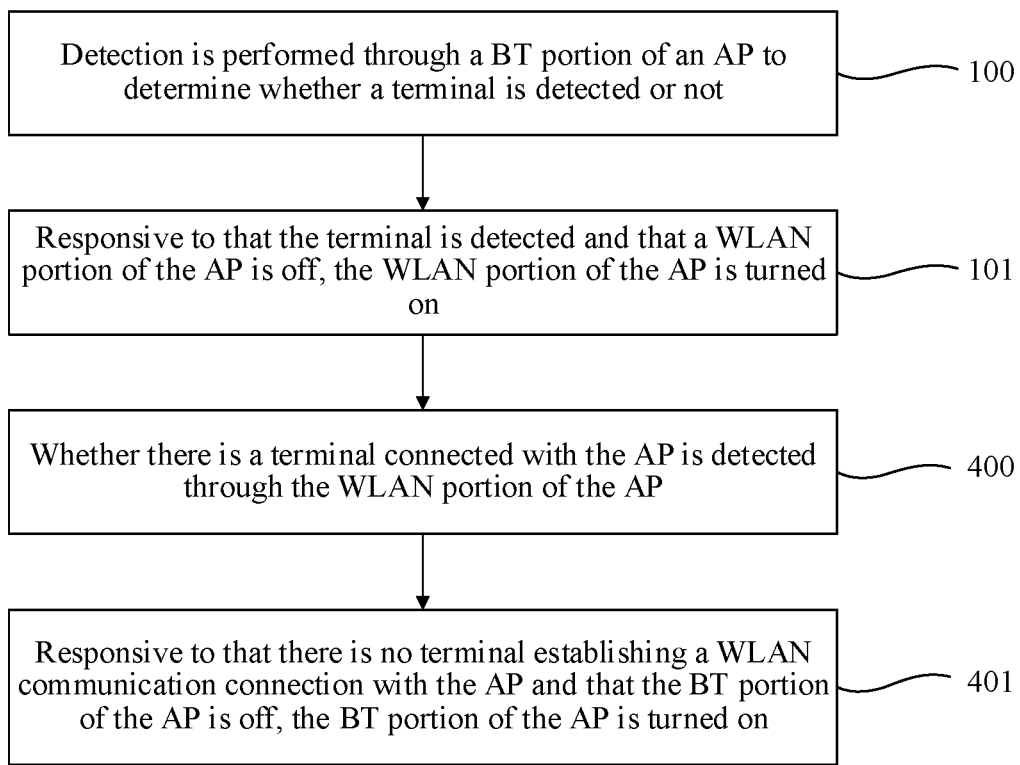 Detection is performed through a BT portion of an AP to
determine whether a terminal is detected or not
100
Responsive to that the terminal is detected and that a WLAN
portion of the AP is off, the WLAN portion of the AP is turned
on
101
Whether there is a terminal connected with the AP is detected
through the WLAN portion of the AP
400
Responsive to that there is no terminal establishing a WLAN
communication connection with the AP and that the BT portion
of the AP is off, the BT portion of the AP is turned on
401